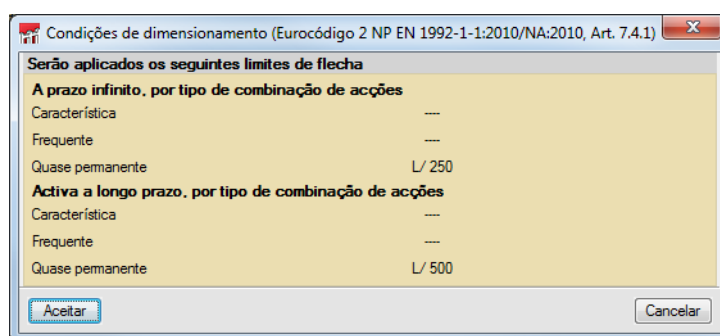 Condições de dimensionamento (Eurocódigo 2 NP EN 1992-1-1:2010/NA:2010, Art. 7.4.1)
Serão aplicados os seguintes limites de flecha
A prazo infinito, por tipo de combinação de acções
Característica ----
Frequente ----
Quase permanente L/ 250
Activa a longo prazo, por tipo de combinação de acções
Característica ----
Frequente ----
Quase permanente L/ 500
Aceitar Cancelar